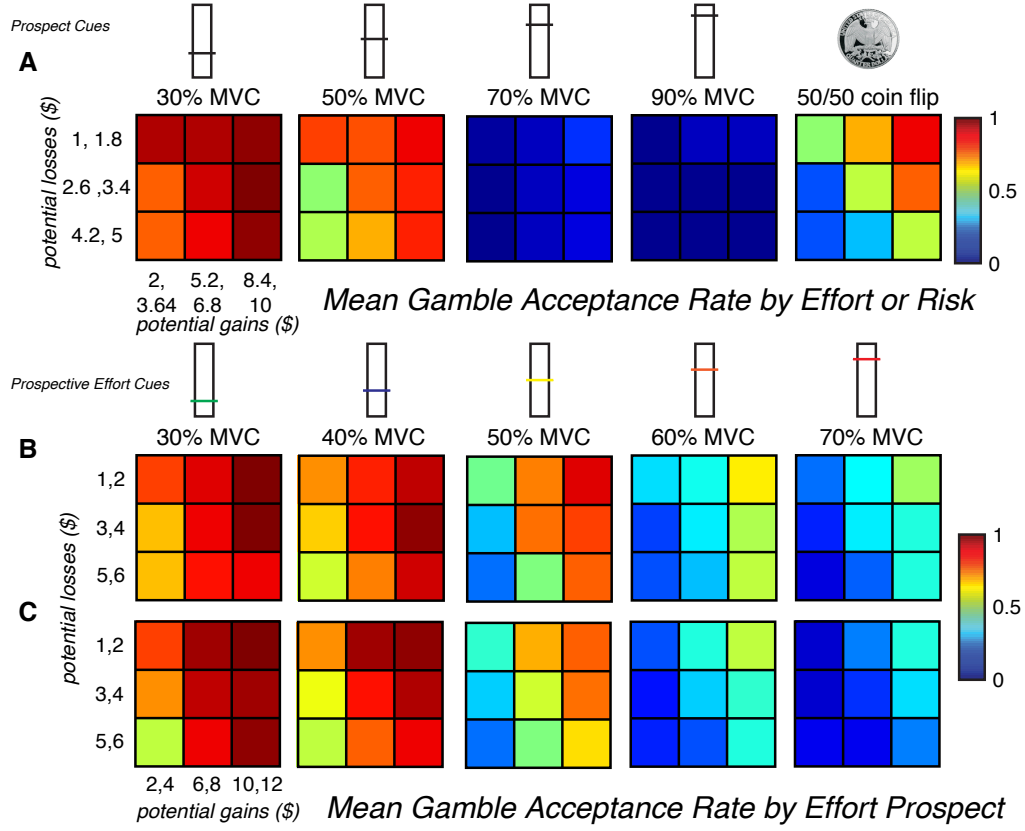 Prospect Cues
A
30% MVC 50% MVC 70% MVC 90% MVC 50/50 coin flip
potential losses ($)
1, 1.8
2.6 ,3.4
4.2, 5
1
0.5
0
2, 5.2, 8.4,
3.64 6.8 10
potential gains ($)
Mean Gamble Acceptance Rate by Effort or Risk
Prospective Effort Cues
B
30% MVC 40% MVC 50% MVC 60% MVC 70% MVC
potential losses ($)
1,2
3,4
5,6
1
0.5
0
C
1,2
3,4
5,6
2,4 6,8 10,12
potential gains ($)
Mean Gamble Acceptance Rate by Effort Prospect